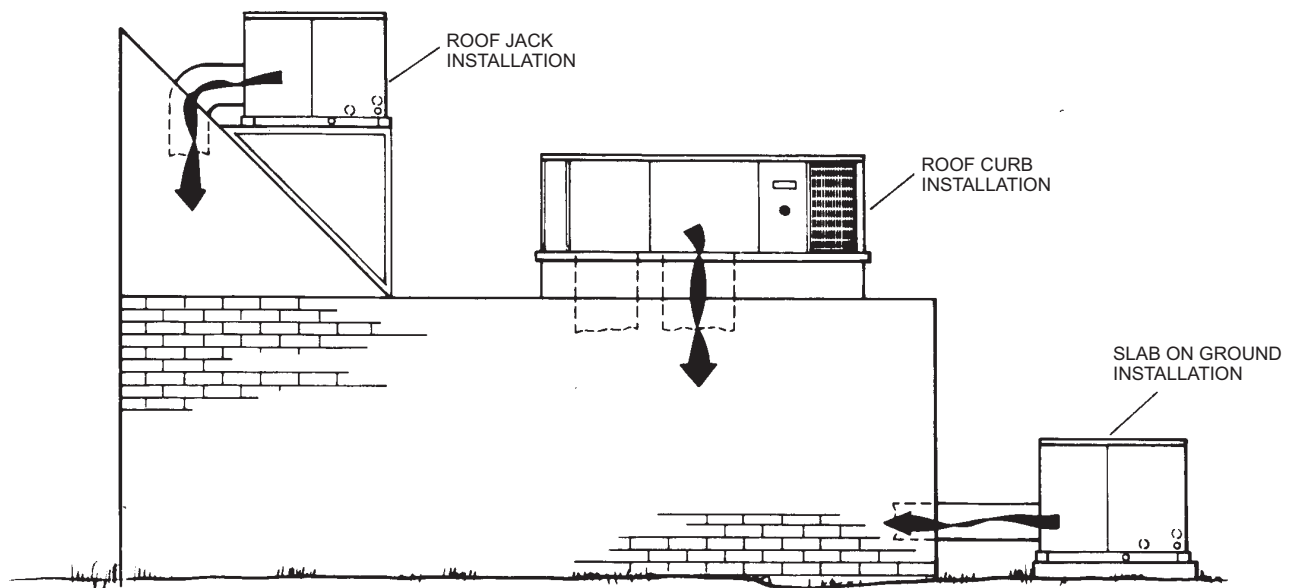 ROOF JACK
INSTALLATION
ROOF CURB
INSTALLATION
SLAB ON GROUND
INSTALLATION